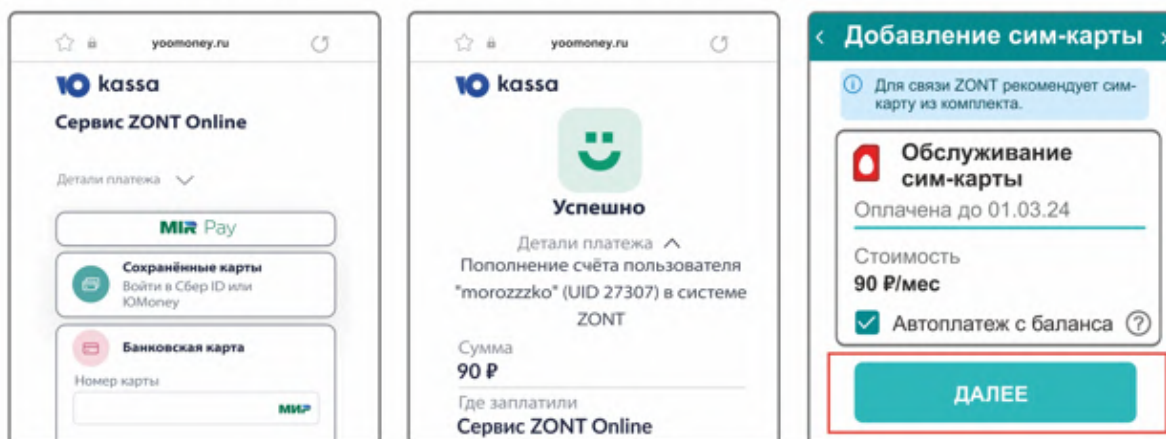 yoomoney.ru
Ю kassa
Сервис ZONT Online
Детали платежа
MIR Pay
Сохранённые карты
Войти в Сбер ID или
ЮMoney
Банковская карта
Номер карты
МИР
yoomoney.ru
Ю kassa
Успешно
Детали платежа
Пополнение счёта пользователя
"morozzzko" (UID 27307) в системе
ZONT
Сумма
90 ₽
Где заплатили
Сервис ZONT Online
‹ Добавление сим-карты ›
Для связи ZONT рекомендует сим-
карту из комплекта.
Обслуживание
сим-карты
Оплачена до 01.03.24
Стоимость
90 ₽/мес
Автоплатеж с баланса ?
ДАЛЕЕ